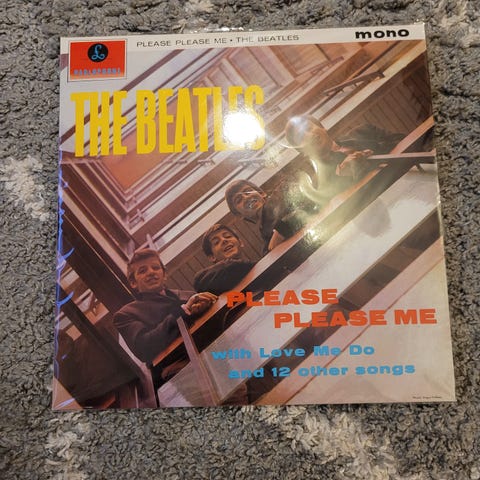 PARLOPHONE
PLEASE PLEASE ME • THE BEATLES
mono
THE BEATLES
PLEASE
PLEASE ME
with Love Me Do
and 12 other songs